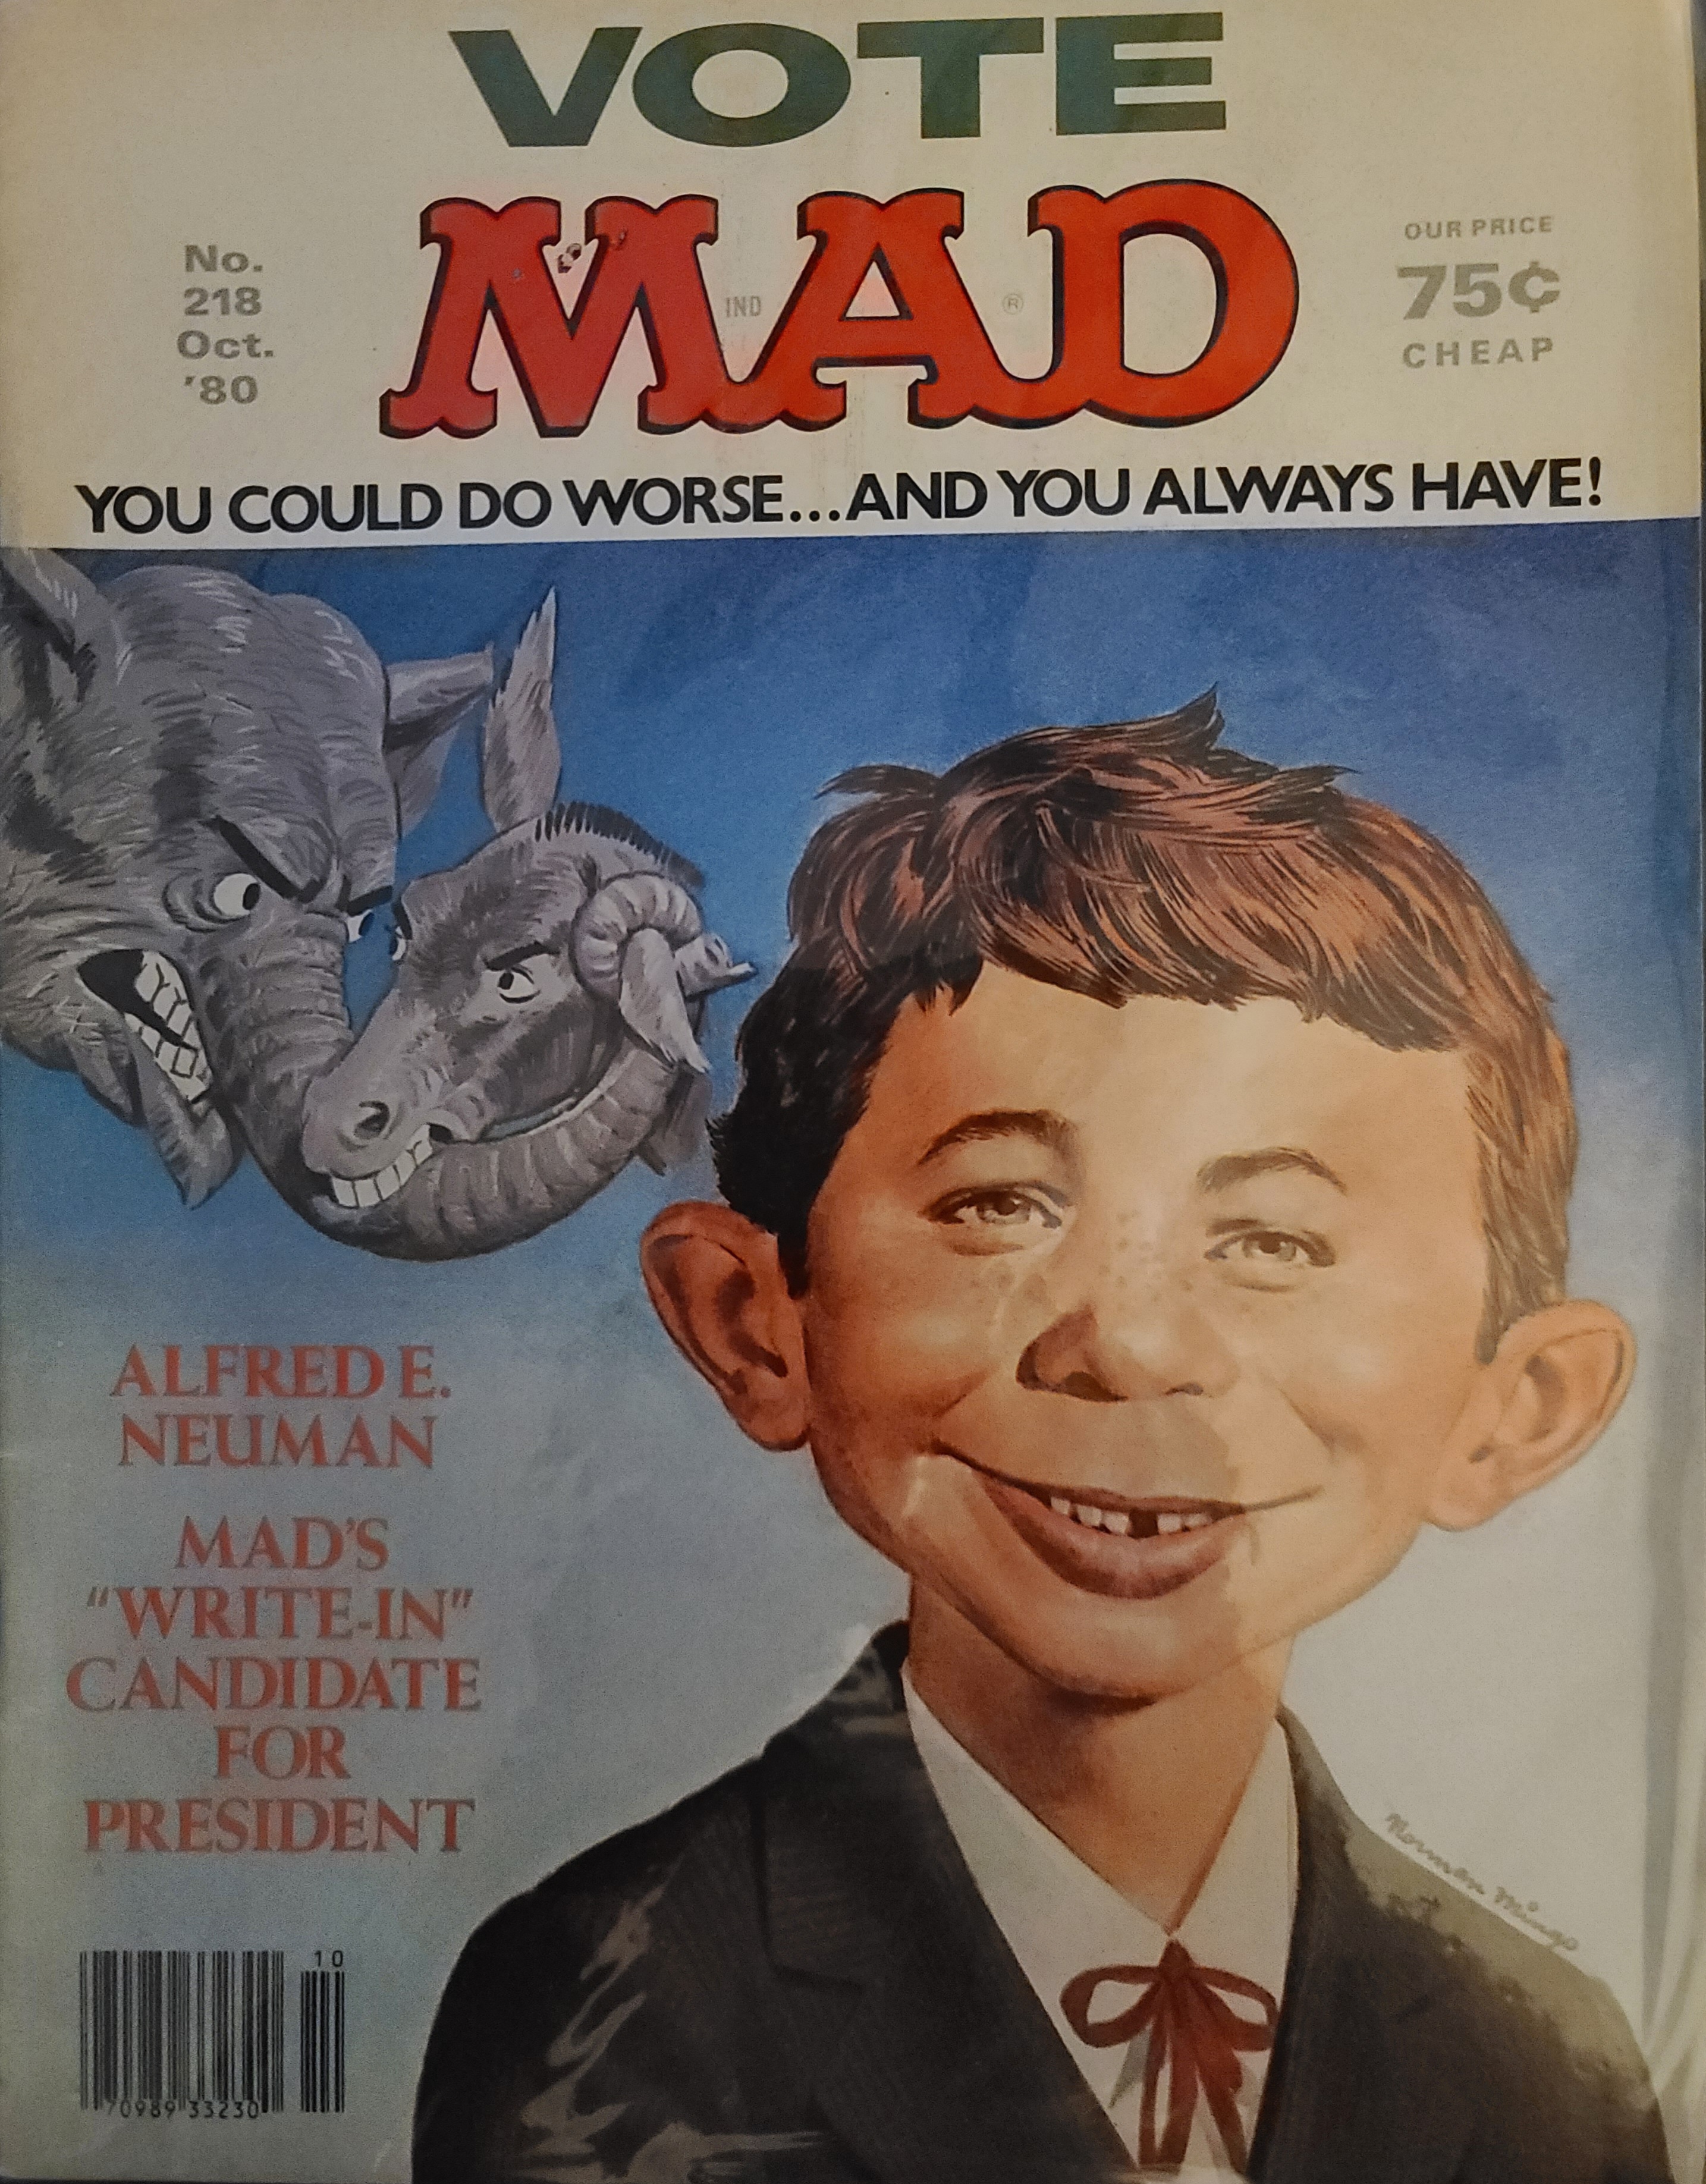 VOTE
MAD
No.
218
Oct.
'80
IND
®
OUR PRICE
75¢
CHEAP
YOU COULD DO WORSE...AND YOU ALWAYS HAVE!
ALFRED E.
NEUMAN
MAD'S
"WRITE-IN"
CANDIDATE
FOR
PRESIDENT
Norman Mingo
10
70989 33230